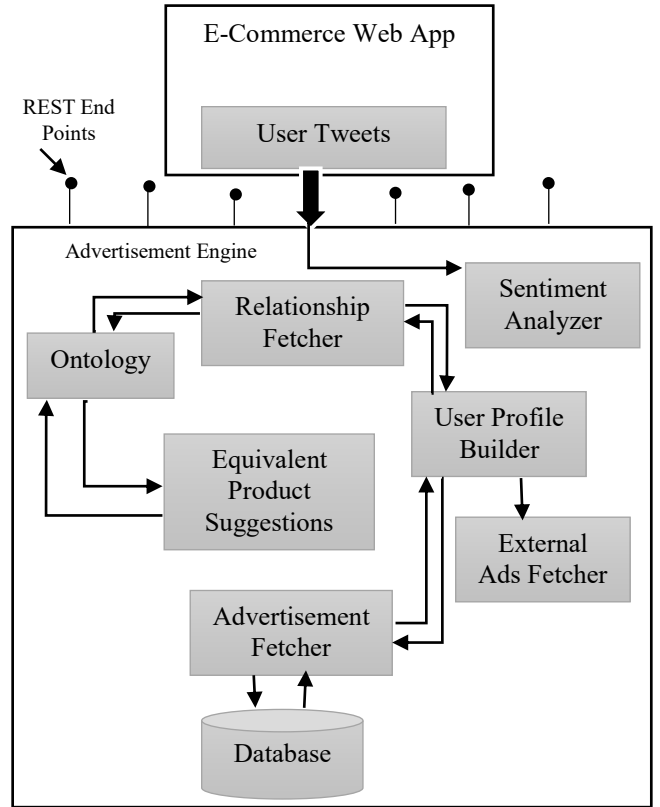 E-Commerce Web App
REST End
Points
User Tweets
Advertisement Engine
Relationship
Fetcher
Sentiment
Analyzer
Ontology
User Profile
Builder
Equivalent
Product
Suggestions
External
Ads Fetcher
Advertisement
Fetcher
Database